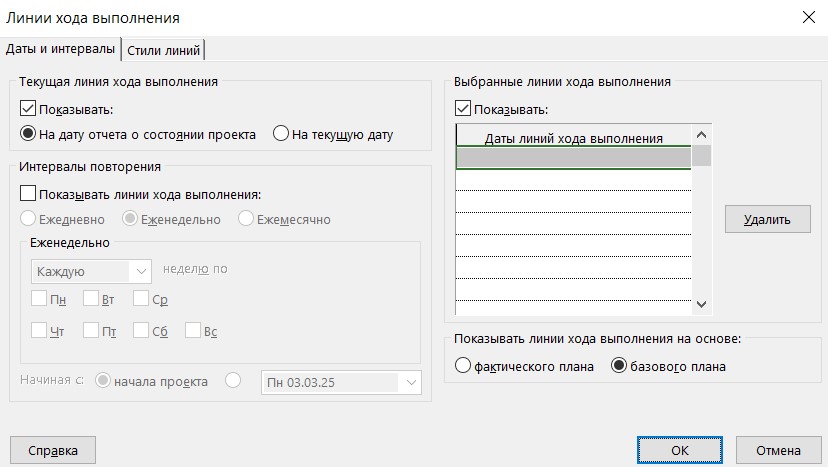 Линии хода выполнения
Даты и интервалы
Стили линий
Текущая линия хода выполнения
Показывать:
На дату отчета о состоянии проекта
На текущую дату
Интервалы повторения
Показывать линии хода выполнения:
Ежедневно
Еженедельно
Ежемесячно
Еженедельно
Каждую
неделю по
Пн
Вт
Ср
Чт
Пт
Сб
Вс
Начиная с:
начала проекта
Пн 03.03.25
Выбранные линии хода выполнения
Показывать:
Даты линий хода выполнения
Удалить
Показывать линии хода выполнения на основе:
фактического плана
базового плана
Справка
ОК
Отмена